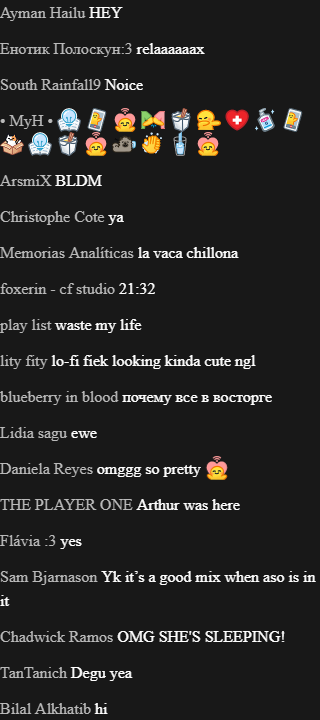 Ayman Hailu HEY
Енотик Полоскун:3 relaaaaaax
South Rainfall9 Noice
• MyH •
ArsmiX BLDM
Christophe Cote ya
Memorias Analíticas la vaca chillona
foxerin - cf studio 21:32
play list waste my life
lity fity lo-fi fiek looking kinda cute ngl
blueberry in blood почему все в восторге
Lidia sagu ewe
Daniela Reyes omggg so pretty
THE PLAYER ONE Arthur was here
Flávia :3 yes
Sam Bjarnason Yk it’s a good mix when aso is in
it
Chadwick Ramos OMG SHE'S SLEEPING!
TanTanich Degu yea
Bilal Alkhatib hi